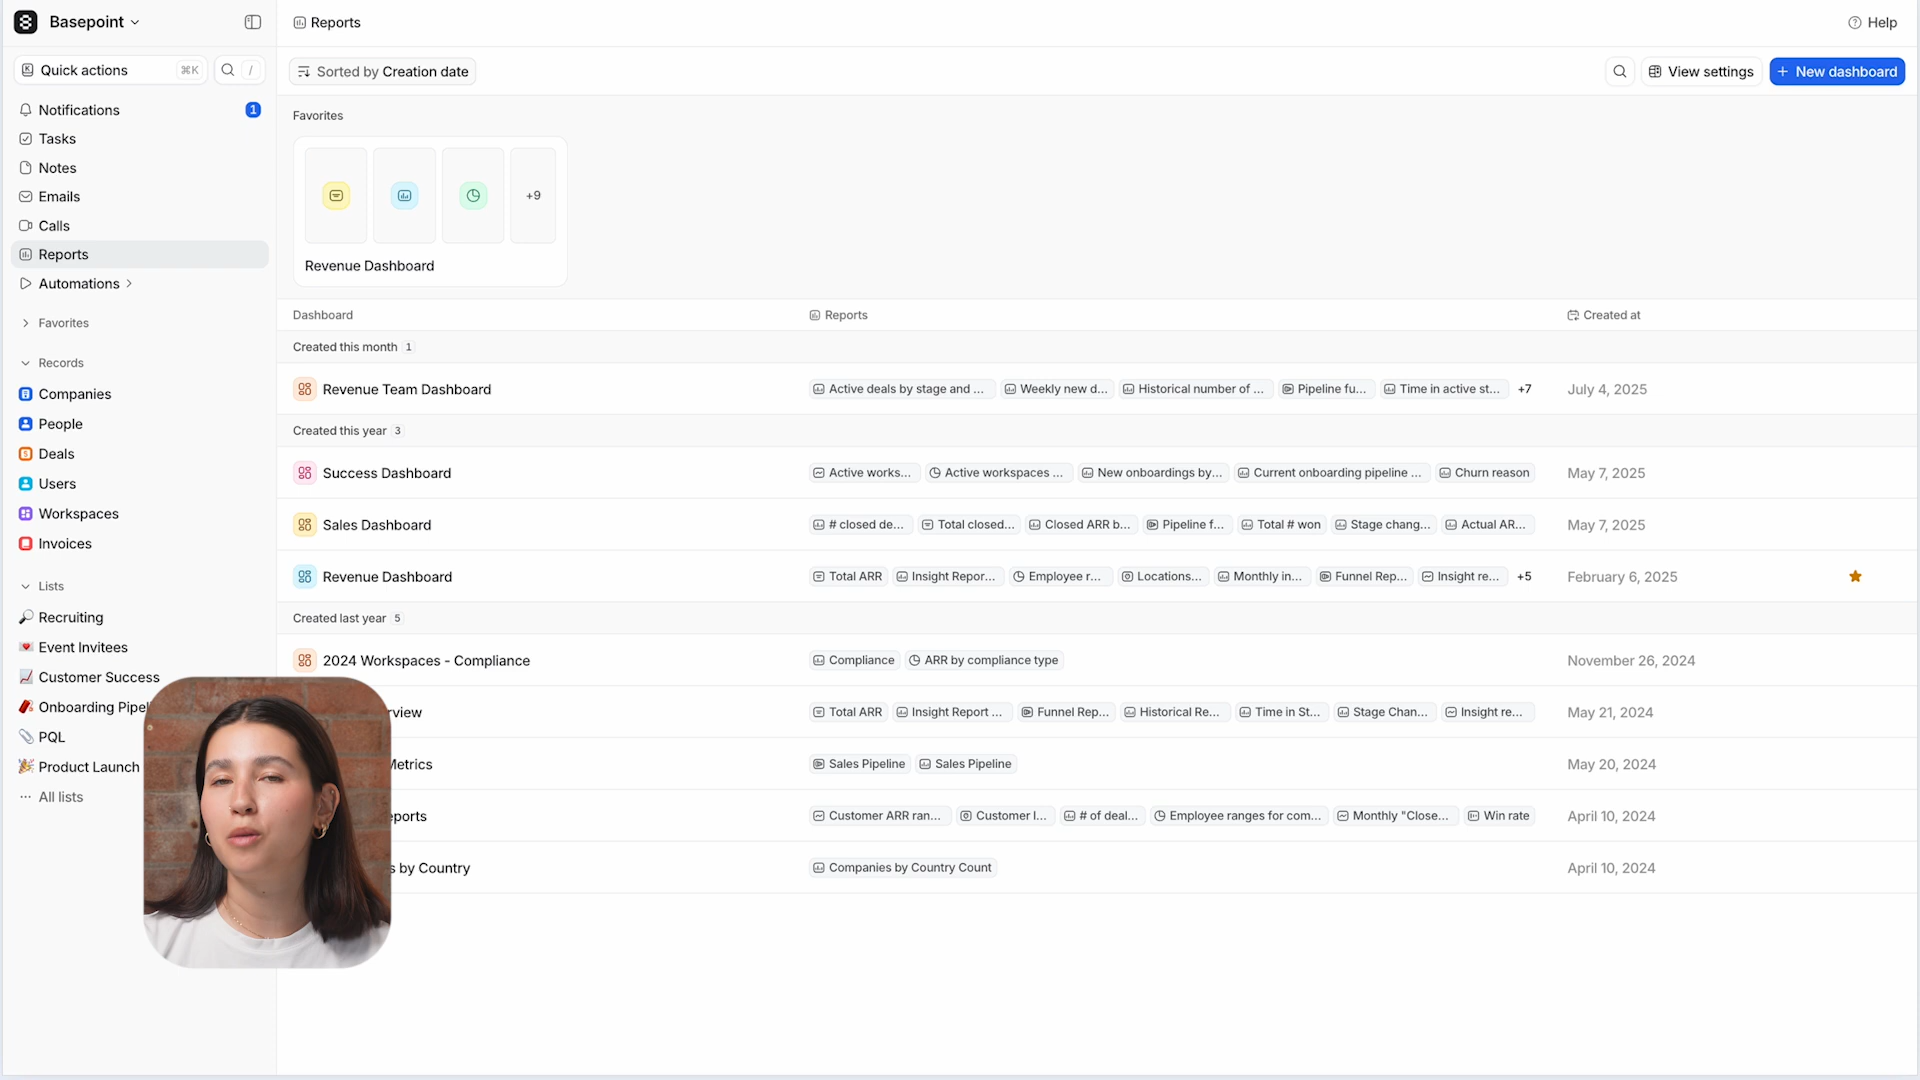 Basepoint
Reports
Help
Quick actions
⌘K
/
Sorted by Creation date
View settings
New dashboard
Notifications
1
Tasks
Notes
Emails
Calls
Reports
Automations
Favorites
Records
Companies
People
Deals
Users
Workspaces
Invoices
Lists
Recruiting
Event Invitees
Customer Success
Onboarding Pipel
PQL
Product Launch
All lists
Favorites
+9
Revenue Dashboard
Dashboard Reports Created at
Created this month 1
Revenue Team Dashboard Active deals by stage and ... Weekly new d... Historical number of ... Pipeline fu... Time in active st... +7 July 4, 2025
Created this year 3
Success Dashboard Active works... Active workspaces ... New onboardings by... Current onboarding pipeline ... Churn reason May 7, 2025
Sales Dashboard # closed de... Total closed... Closed ARR b... Pipeline f... Total # won Stage chang... Actual AR... May 7, 2025
Revenue Dashboard Total ARR Insight Repor... Employee r... Locations... Monthly in... Funnel Rep... Insight re... +5 February 6, 2025
Created last year 5
2024 Workspaces - Compliance Compliance ARR by compliance type November 26, 2024
rview Total ARR Insight Report ... Funnel Rep... Historical Re... Time in St... Stage Chan... Insight re... May 21, 2024
Metrics Sales Pipeline Sales Pipeline May 20, 2024
ports Customer ARR ran... Customer l... # of deal... Employee ranges for com... Monthly "Close... Win rate April 10, 2024
s by Country Companies by Country Count April 10, 2024